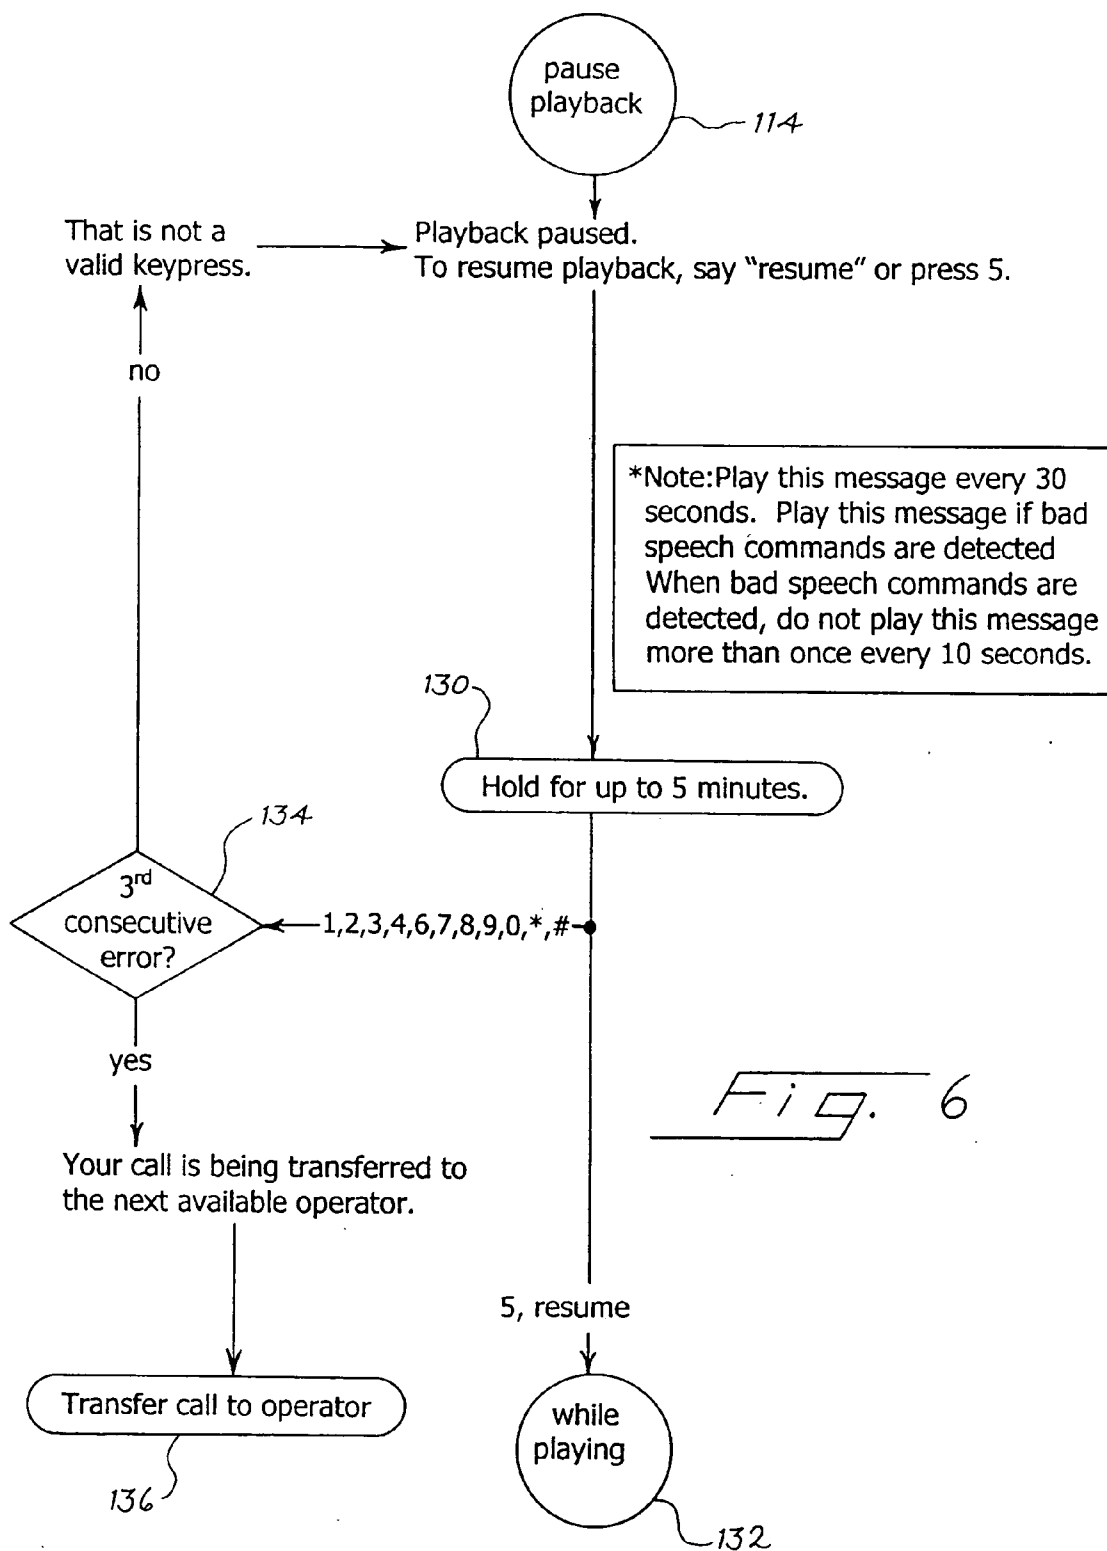 pause
playback
114
That is not a
valid keypress.
Playback paused.
To resume playback, say “resume” or press 5.
no
*Note:Play this message every 30
seconds. Play this message if bad
speech commands are detected
When bad speech commands are
detected, do not play this message
more than once every 10 seconds.
130
Hold for up to 5 minutes.
134
3rd
consecutive
error?
1,2,3,4,6,7,8,9,0,*,#
yes
Fig. 6
Your call is being transferred to
the next available operator.
5, resume
Transfer call to operator
while
playing
136
132